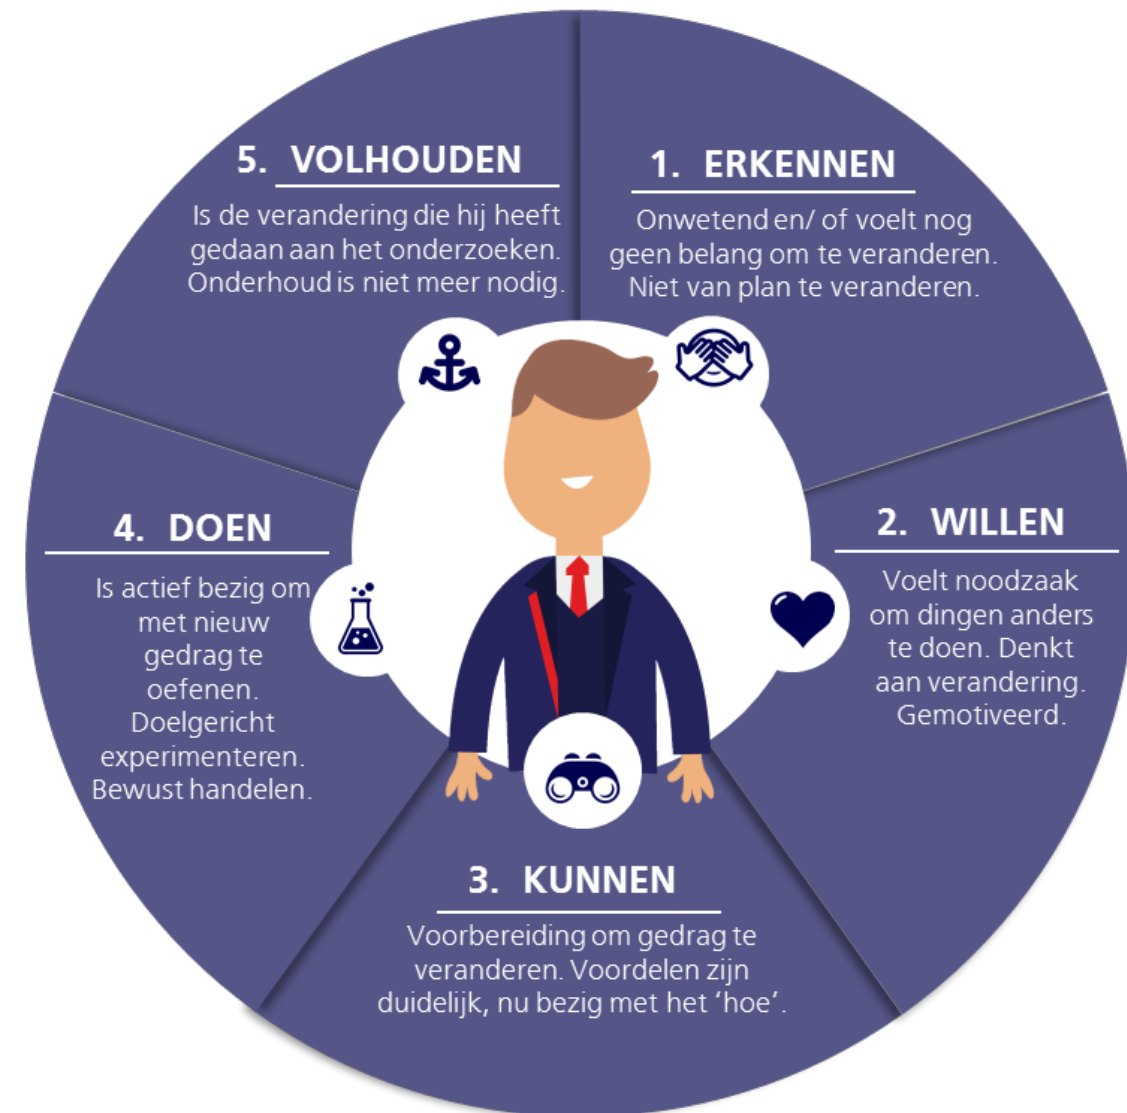 1. ERKENNEN
Onwetend en/ of voelt nog
geen belang om te veranderen.
Niet van plan te veranderen.
2. WILLEN
Voelt noodzaak
om dingen anders
te doen. Denkt
aan verandering.
Gemotiveerd.
3. KUNNEN
Voorbereiding om gedrag te
veranderen. Voordelen zijn
duidelijk, nu bezig met het ‘hoe’.
4. DOEN
Is actief bezig om
met nieuw
gedrag te
oefenen.
Doelgericht
experimenteren.
Bewust handelen.
5. VOLHOUDEN
Is de verandering die hij heeft
gedaan aan het onderzoeken.
Onderhoud is niet meer nodig.